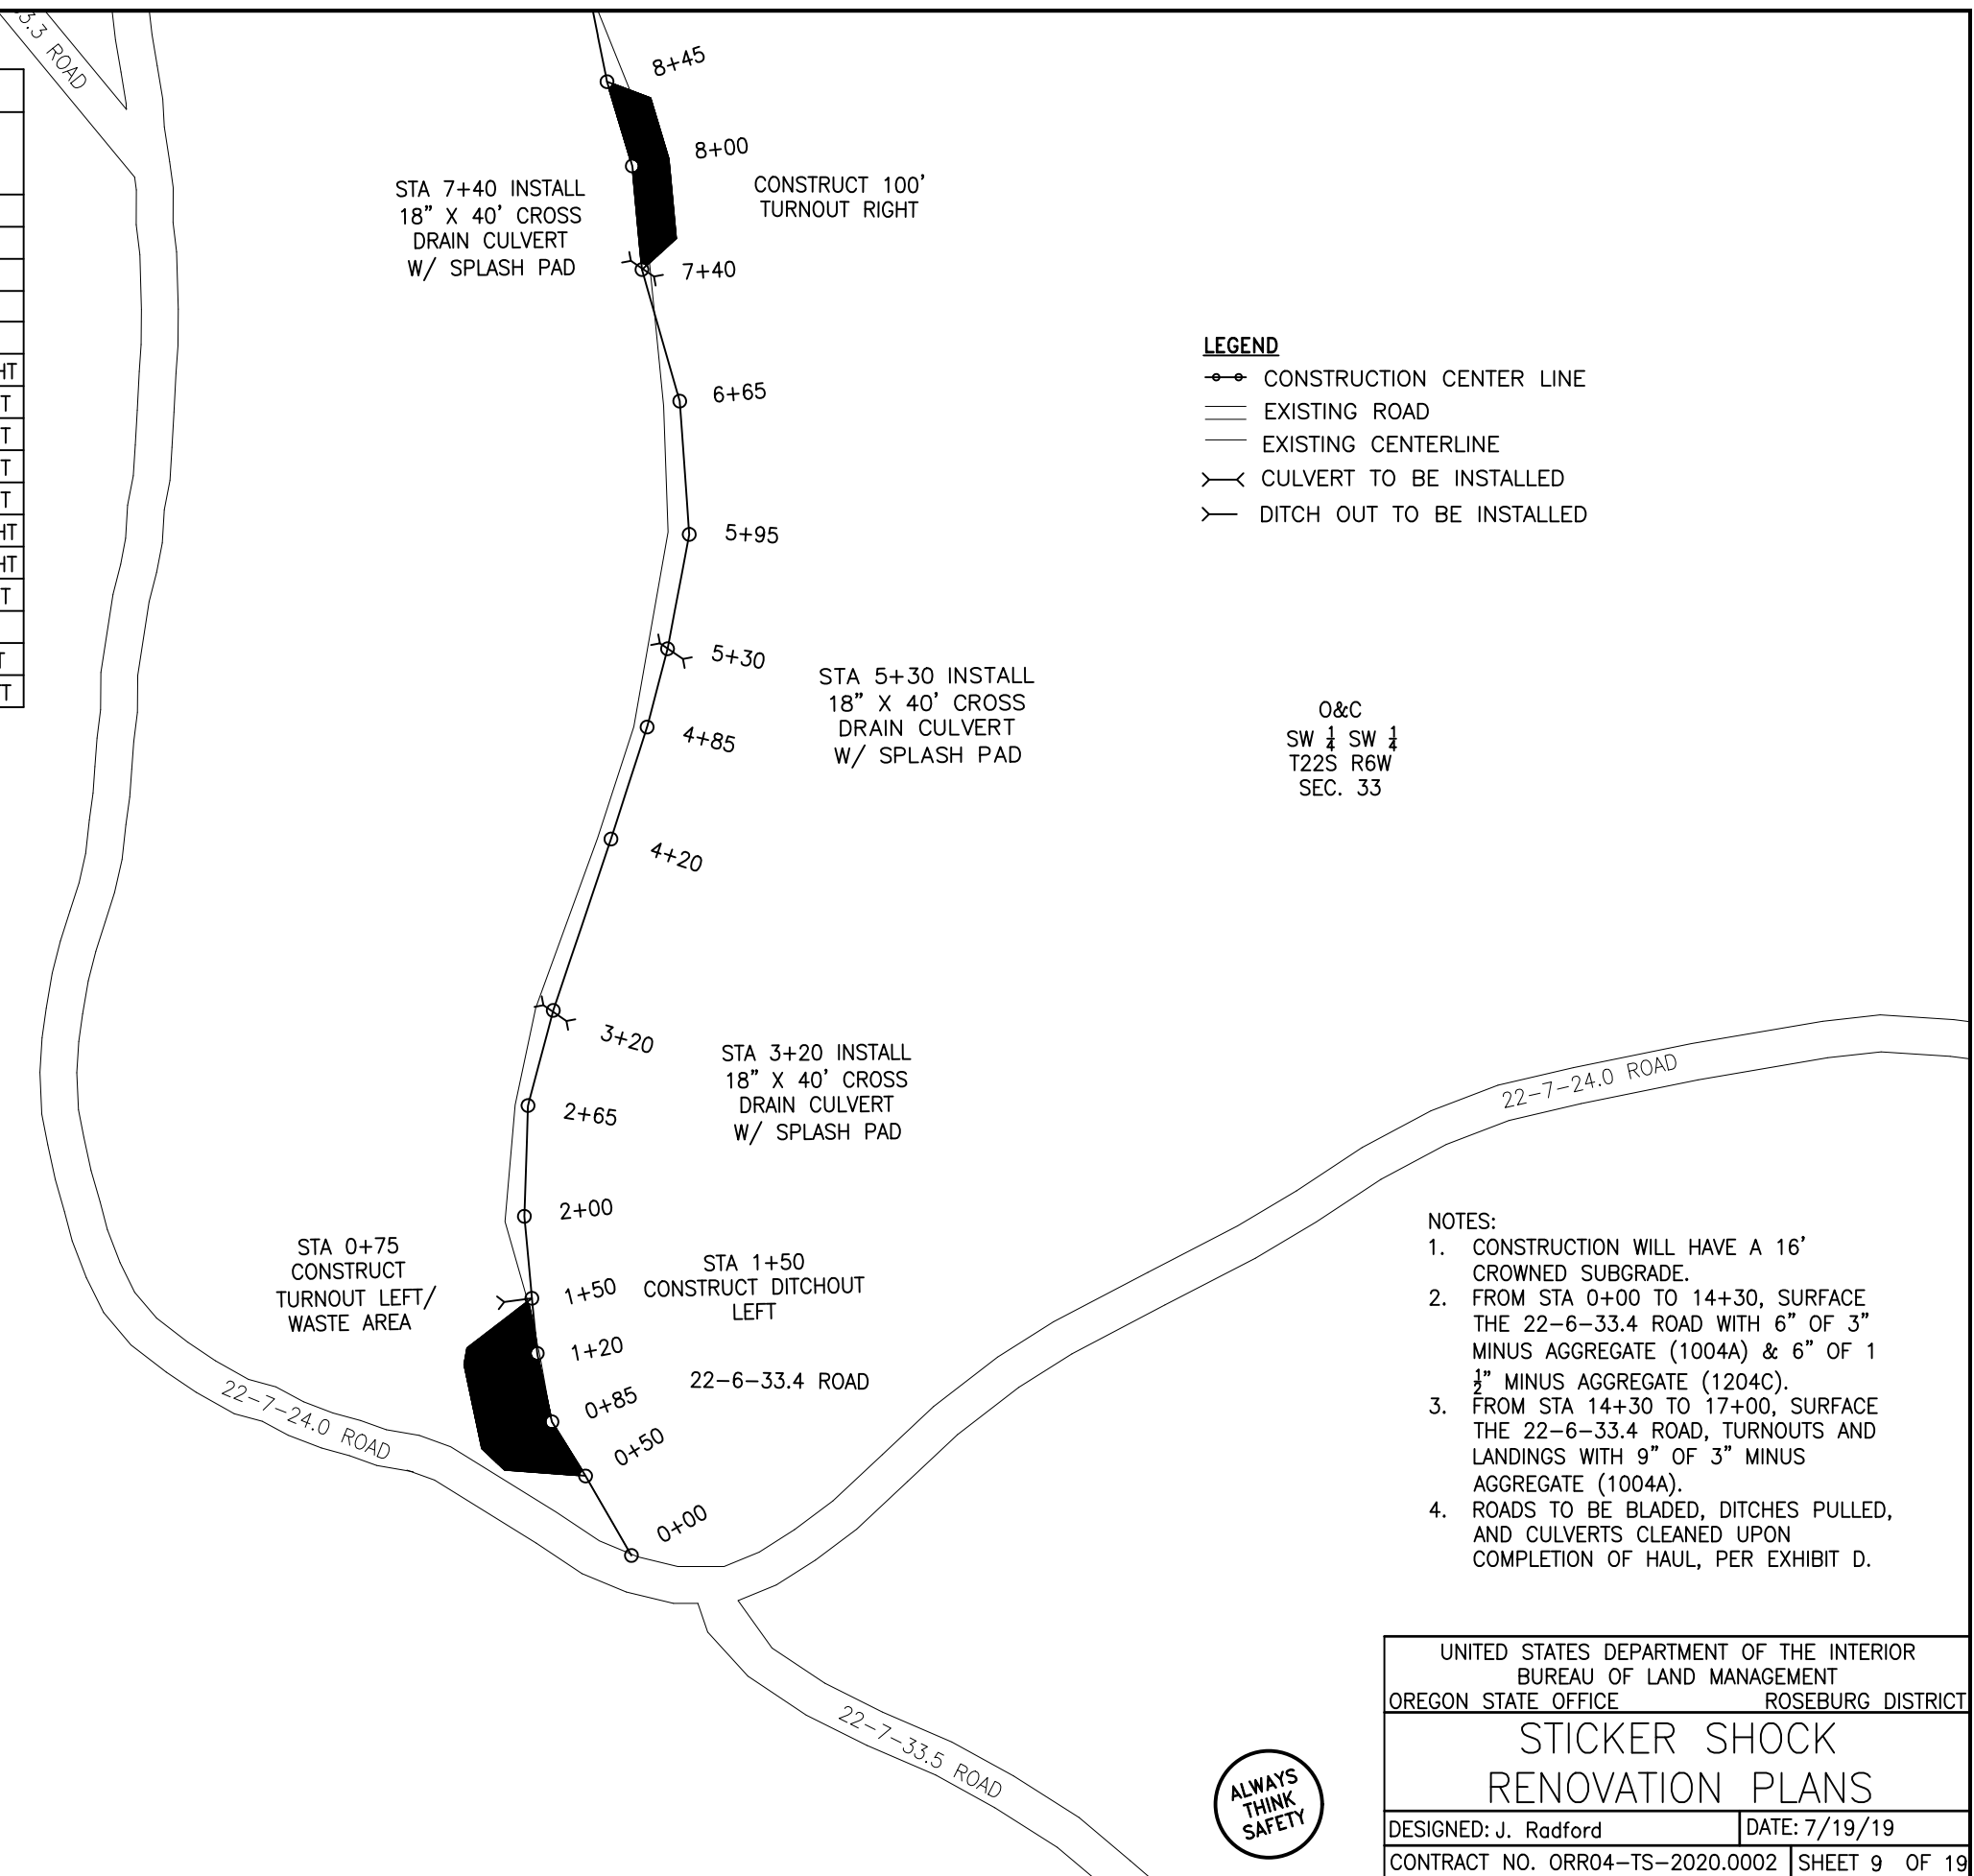 3.3 ROAD
HT
T
T
T
T
HT
HT
T
T
T
8+45
8+00
CONSTRUCT 100'
TURNOUT RIGHT
STA 7+40 INSTALL
18" X 40' CROSS
DRAIN CULVERT
W/ SPLASH PAD
7+40
6+65
5+95
5+30
STA 5+30 INSTALL
18" X 40' CROSS
DRAIN CULVERT
W/ SPLASH PAD
4+85
4+20
3+20
STA 3+20 INSTALL
18" X 40' CROSS
DRAIN CULVERT
W/ SPLASH PAD
2+65
2+00
STA 0+75
CONSTRUCT
TURNOUT LEFT/
WASTE AREA
1+50
STA 1+50
CONSTRUCT DITCHOUT
LEFT
1+20
22-6-33.4 ROAD
0+85
0+50
0+00
22-7-24.0 ROAD
22-7-24.0 ROAD
22-7-33.5 ROAD
LEGEND
CONSTRUCTION CENTER LINE
EXISTING ROAD
EXISTING CENTERLINE
CULVERT TO BE INSTALLED
DITCH OUT TO BE INSTALLED
O&C
SW 1/4 SW 1/4
T22S R6W
SEC. 33
NOTES:
1. CONSTRUCTION WILL HAVE A 16'
CROWNED SUBGRADE.
2. FROM STA 0+00 TO 14+30, SURFACE
THE 22-6-33.4 ROAD WITH 6" OF 3"
MINUS AGGREGATE (1004A) & 6" OF 1
1/2" MINUS AGGREGATE (1204C).
3. FROM STA 14+30 TO 17+00, SURFACE
THE 22-6-33.4 ROAD, TURNOUTS AND
LANDINGS WITH 9" OF 3" MINUS
AGGREGATE (1004A).
4. ROADS TO BE BLADED, DITCHES PULLED,
AND CULVERTS CLEANED UPON
COMPLETION OF HAUL, PER EXHIBIT D.
ALWAYS
THINK
SAFETY
UNITED STATES DEPARTMENT OF THE INTERIOR
BUREAU OF LAND MANAGEMENT
OREGON STATE OFFICE ROSEBURG DISTRICT
STICKER SHOCK
RENOVATION PLANS
DESIGNED: J. Radford DATE: 7/19/19
CONTRACT NO. ORR04-TS-2020.0002 SHEET 9 OF 19